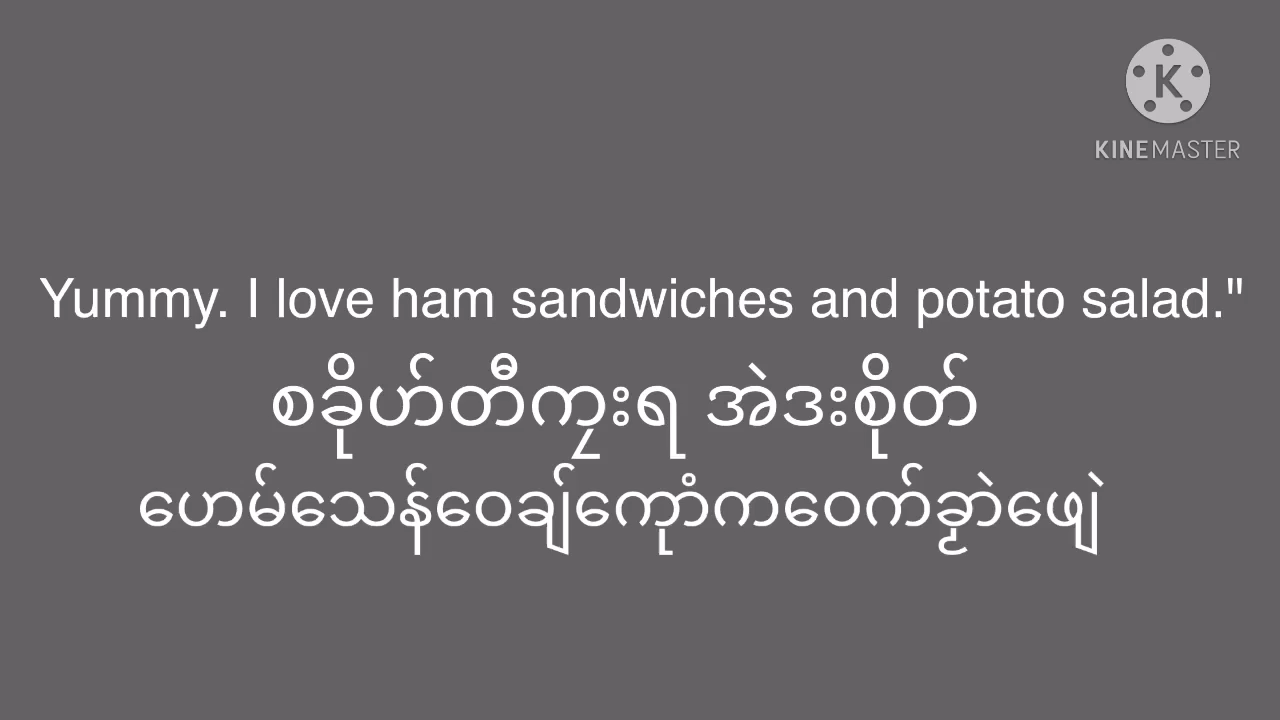 KINEMASTER
Yummy. I love ham sandwiches and potato salad."
စခိုဟ်တီကၠးရ အဲဒးစိုတ်
ဟေမ်သေန်ဝေချ်ကေုာံကဝေက်ခၠာဲဖျေဲ